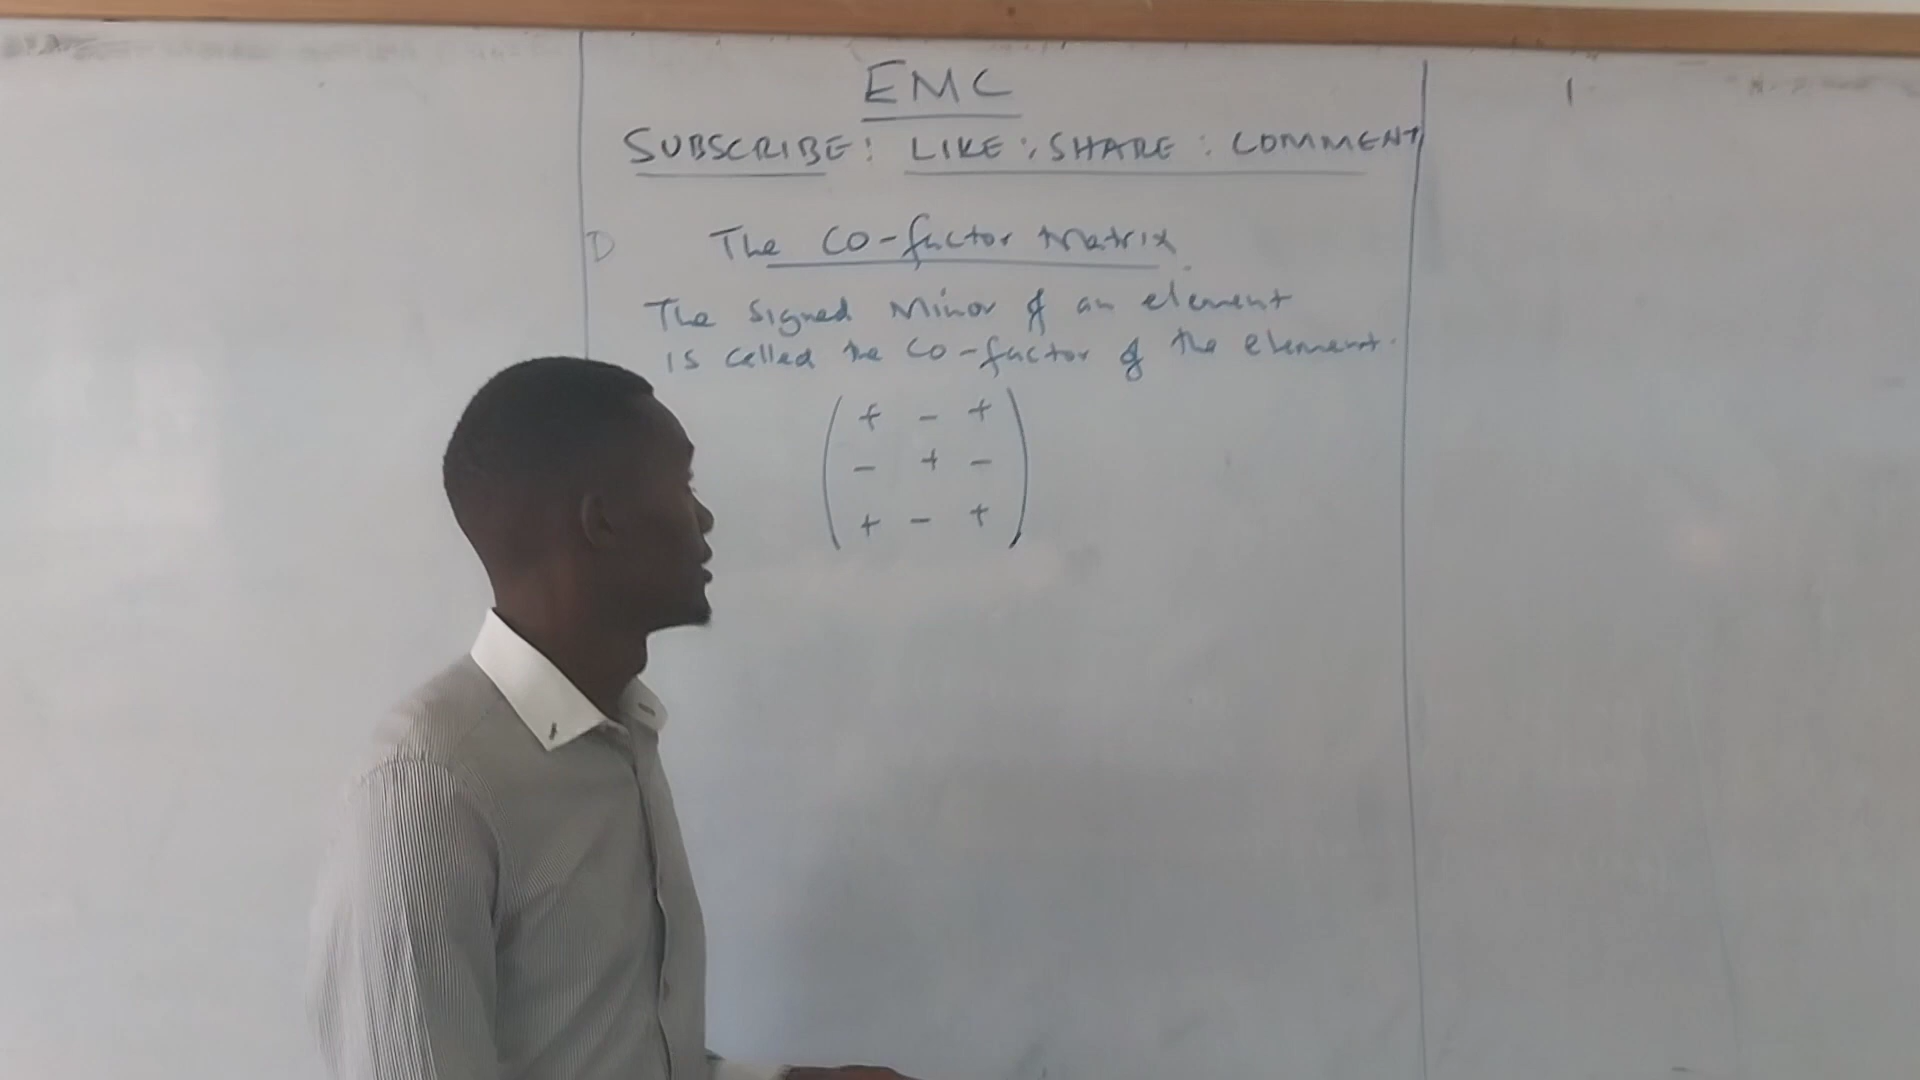 EMC
SUBSCRIBE: LIKE: SHARE: COMMENT
D The Co-factor Matrix.
The Signed Minor of an element
is called the Co-factor of the element.
+ - +
- + -
+ - +